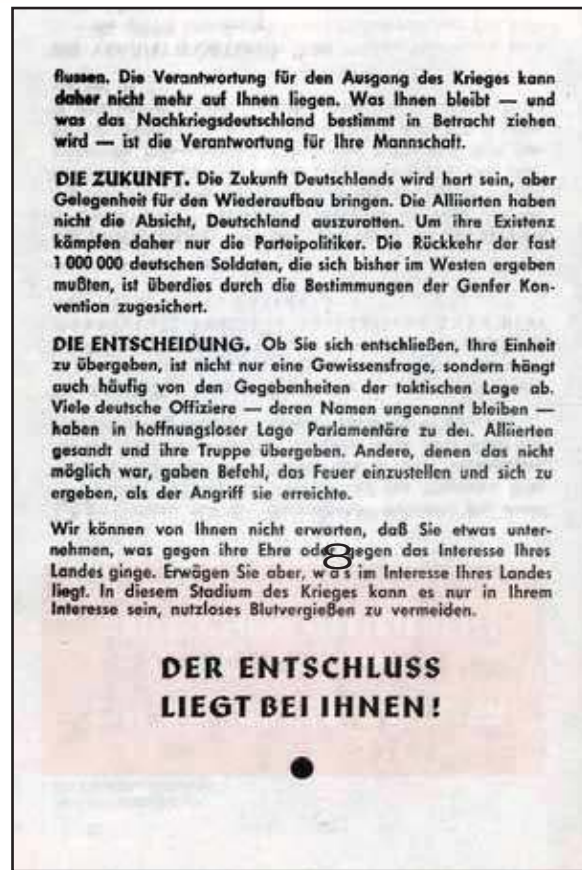 flussen. Die Verantwortung für den Ausgang des Krieges kann
daher nicht mehr auf Ihnen liegen. Was Ihnen bleibt — und
was das Nachkriegsdeutschland bestimmt in Betracht ziehen
wird — ist die Verantwortung für Ihre Mannschaft.
DIE ZUKUNFT. Die Zukunft Deutschlands wird hart sein, aber
Gelegenheit für den Wiederaufbau bringen. Die Alliierten haben
nicht die Absicht, Deutschland auszurotten. Um ihre Existenz
kämpfen daher nur die Parteipolitiker. Die Rückkehr der fast
1 000 000 deutschen Soldaten, die sich bisher im Westen ergeben
mußten, ist überdies durch die Bestimmungen der Genfer Kon-
vention zugesichert.
DIE ENTSCHEIDUNG. Ob Sie sich entschließen, Ihre Einheit
zu übergeben, ist nicht nur eine Gewissensfrage, sondern hängt
auch häufig von den Gegebenheiten der taktischen Lage ab.
Viele deutsche Offiziere — deren Namen ungenannt bleiben —
haben in hoffnungsloser Lage Parlamentäre zu den Alliierten
gesandt und ihre Truppe übergeben. Andere, denen das nicht
möglich war, gaben Befehl, das Feuer einzustellen und sich zu
ergeben, als der Angriff sie erreichte.
Wir können von Ihnen nicht erwarten, daß Sie etwas unter-
nehmen, was gegen ihre Ehre oder gegen das Interesse Ihres
8
Landes ginge. Erwägen Sie aber, w a s im Interesse Ihres Landes
liegt. In diesem Stadium des Krieges kann es nur in Ihrem
Interesse sein, nutzloses Blutvergießen zu vermeiden.
DER ENTSCHLUSS
LIEGT BEI IHNEN!